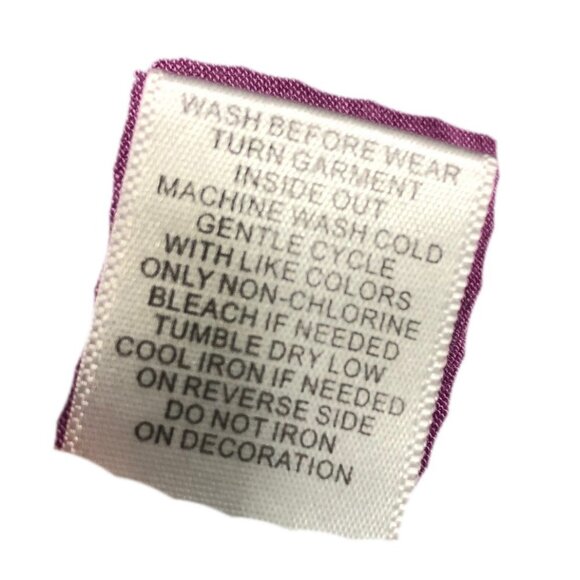 WASH BEFORE WEAR
TURN GARMENT
INSIDE OUT
MACHINE WASH COLD
GENTLE CYCLE
WITH LIKE COLORS
ONLY NON-CHLORINE
BLEACH IF NEEDED
TUMBLE DRY LOW
COOL IRON IF NEEDED
ON REVERSE SIDE
DO NOT IRON
ON DECORATION